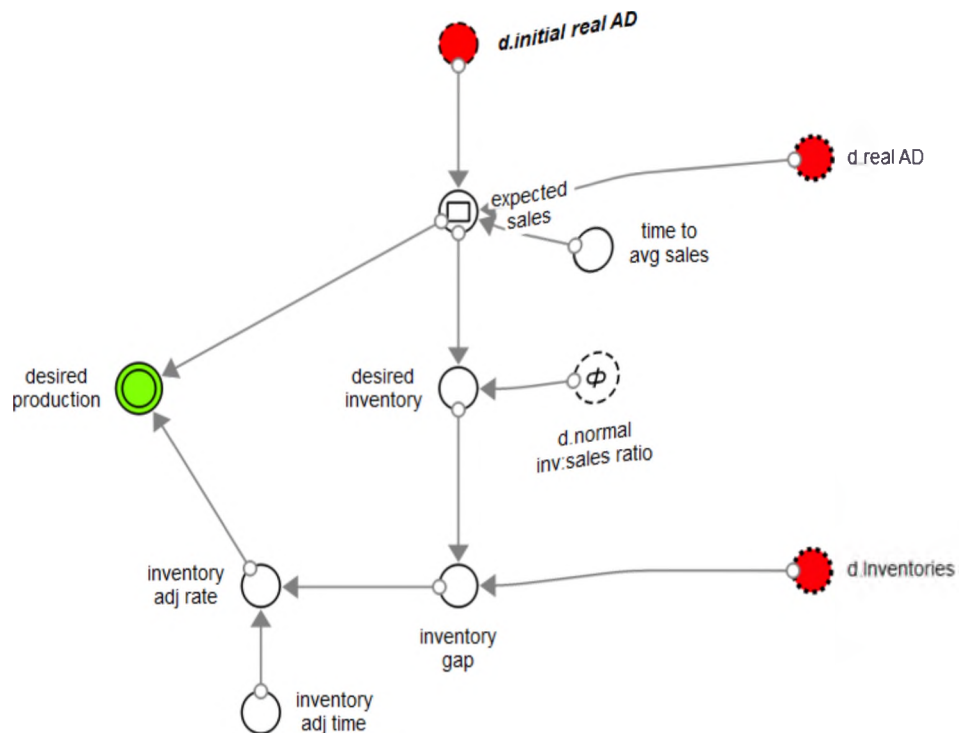 d.initial real AD
d.real AD
expected
sales
time to
avg sales
desired
production
desired
inventory
ϕ
d.normal
inv:sales ratio
inventory
adj rate
d.Inventories
inventory
gap
inventory
adj time